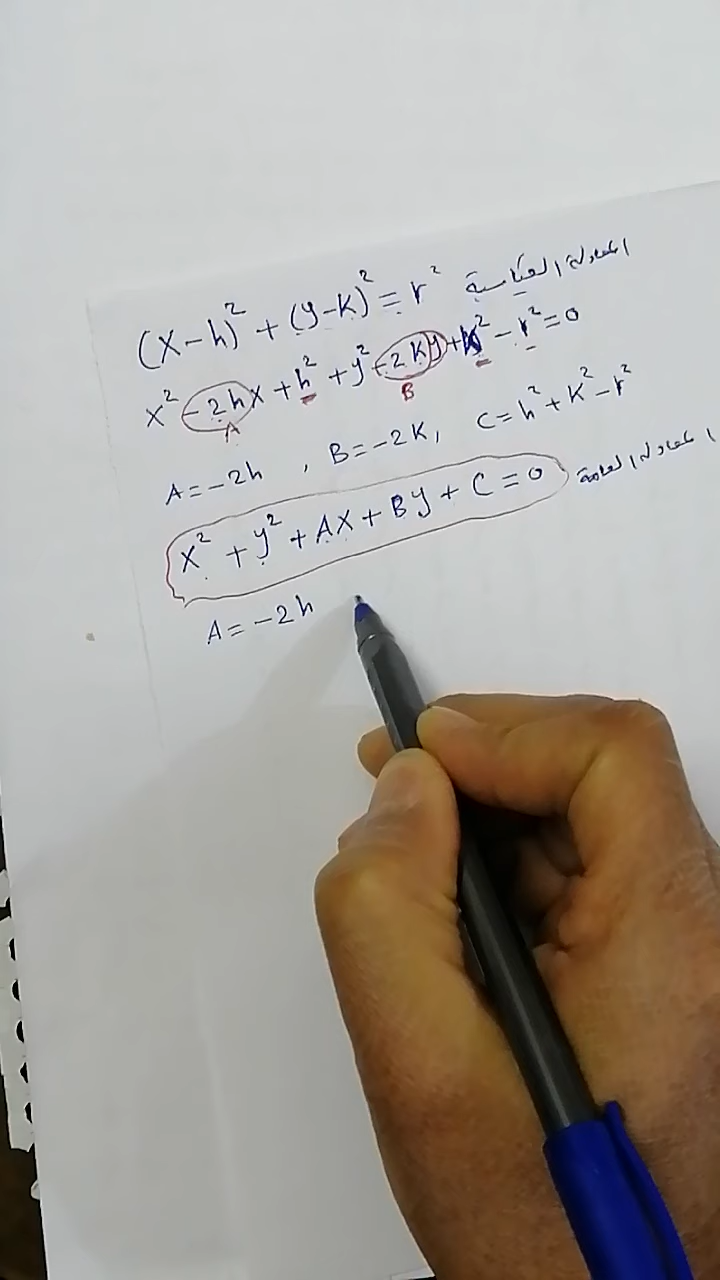 (x-h)² + (y-k)² = r² المعادلة القياسية
x² -2hx + h² + y² -2ky + k² - r² = 0
A B
A = -2h , B = -2k, C = h² + k² - r²
x² + y² + Ax + By + C = 0 المعادلة العامة
A = -2h